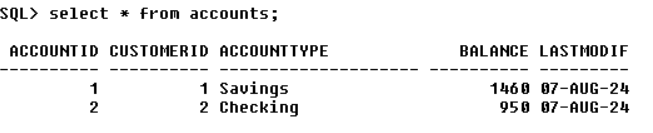 SQL> select * from accounts;
ACCOUNTID CUSTOMERID ACCOUNTTYPE BALANCE LASTMODIF
---------- ---------- -------------------- ---------- ---------
1 1 Savings 1460 07-AUG-24
2 2 Checking 950 07-AUG-24